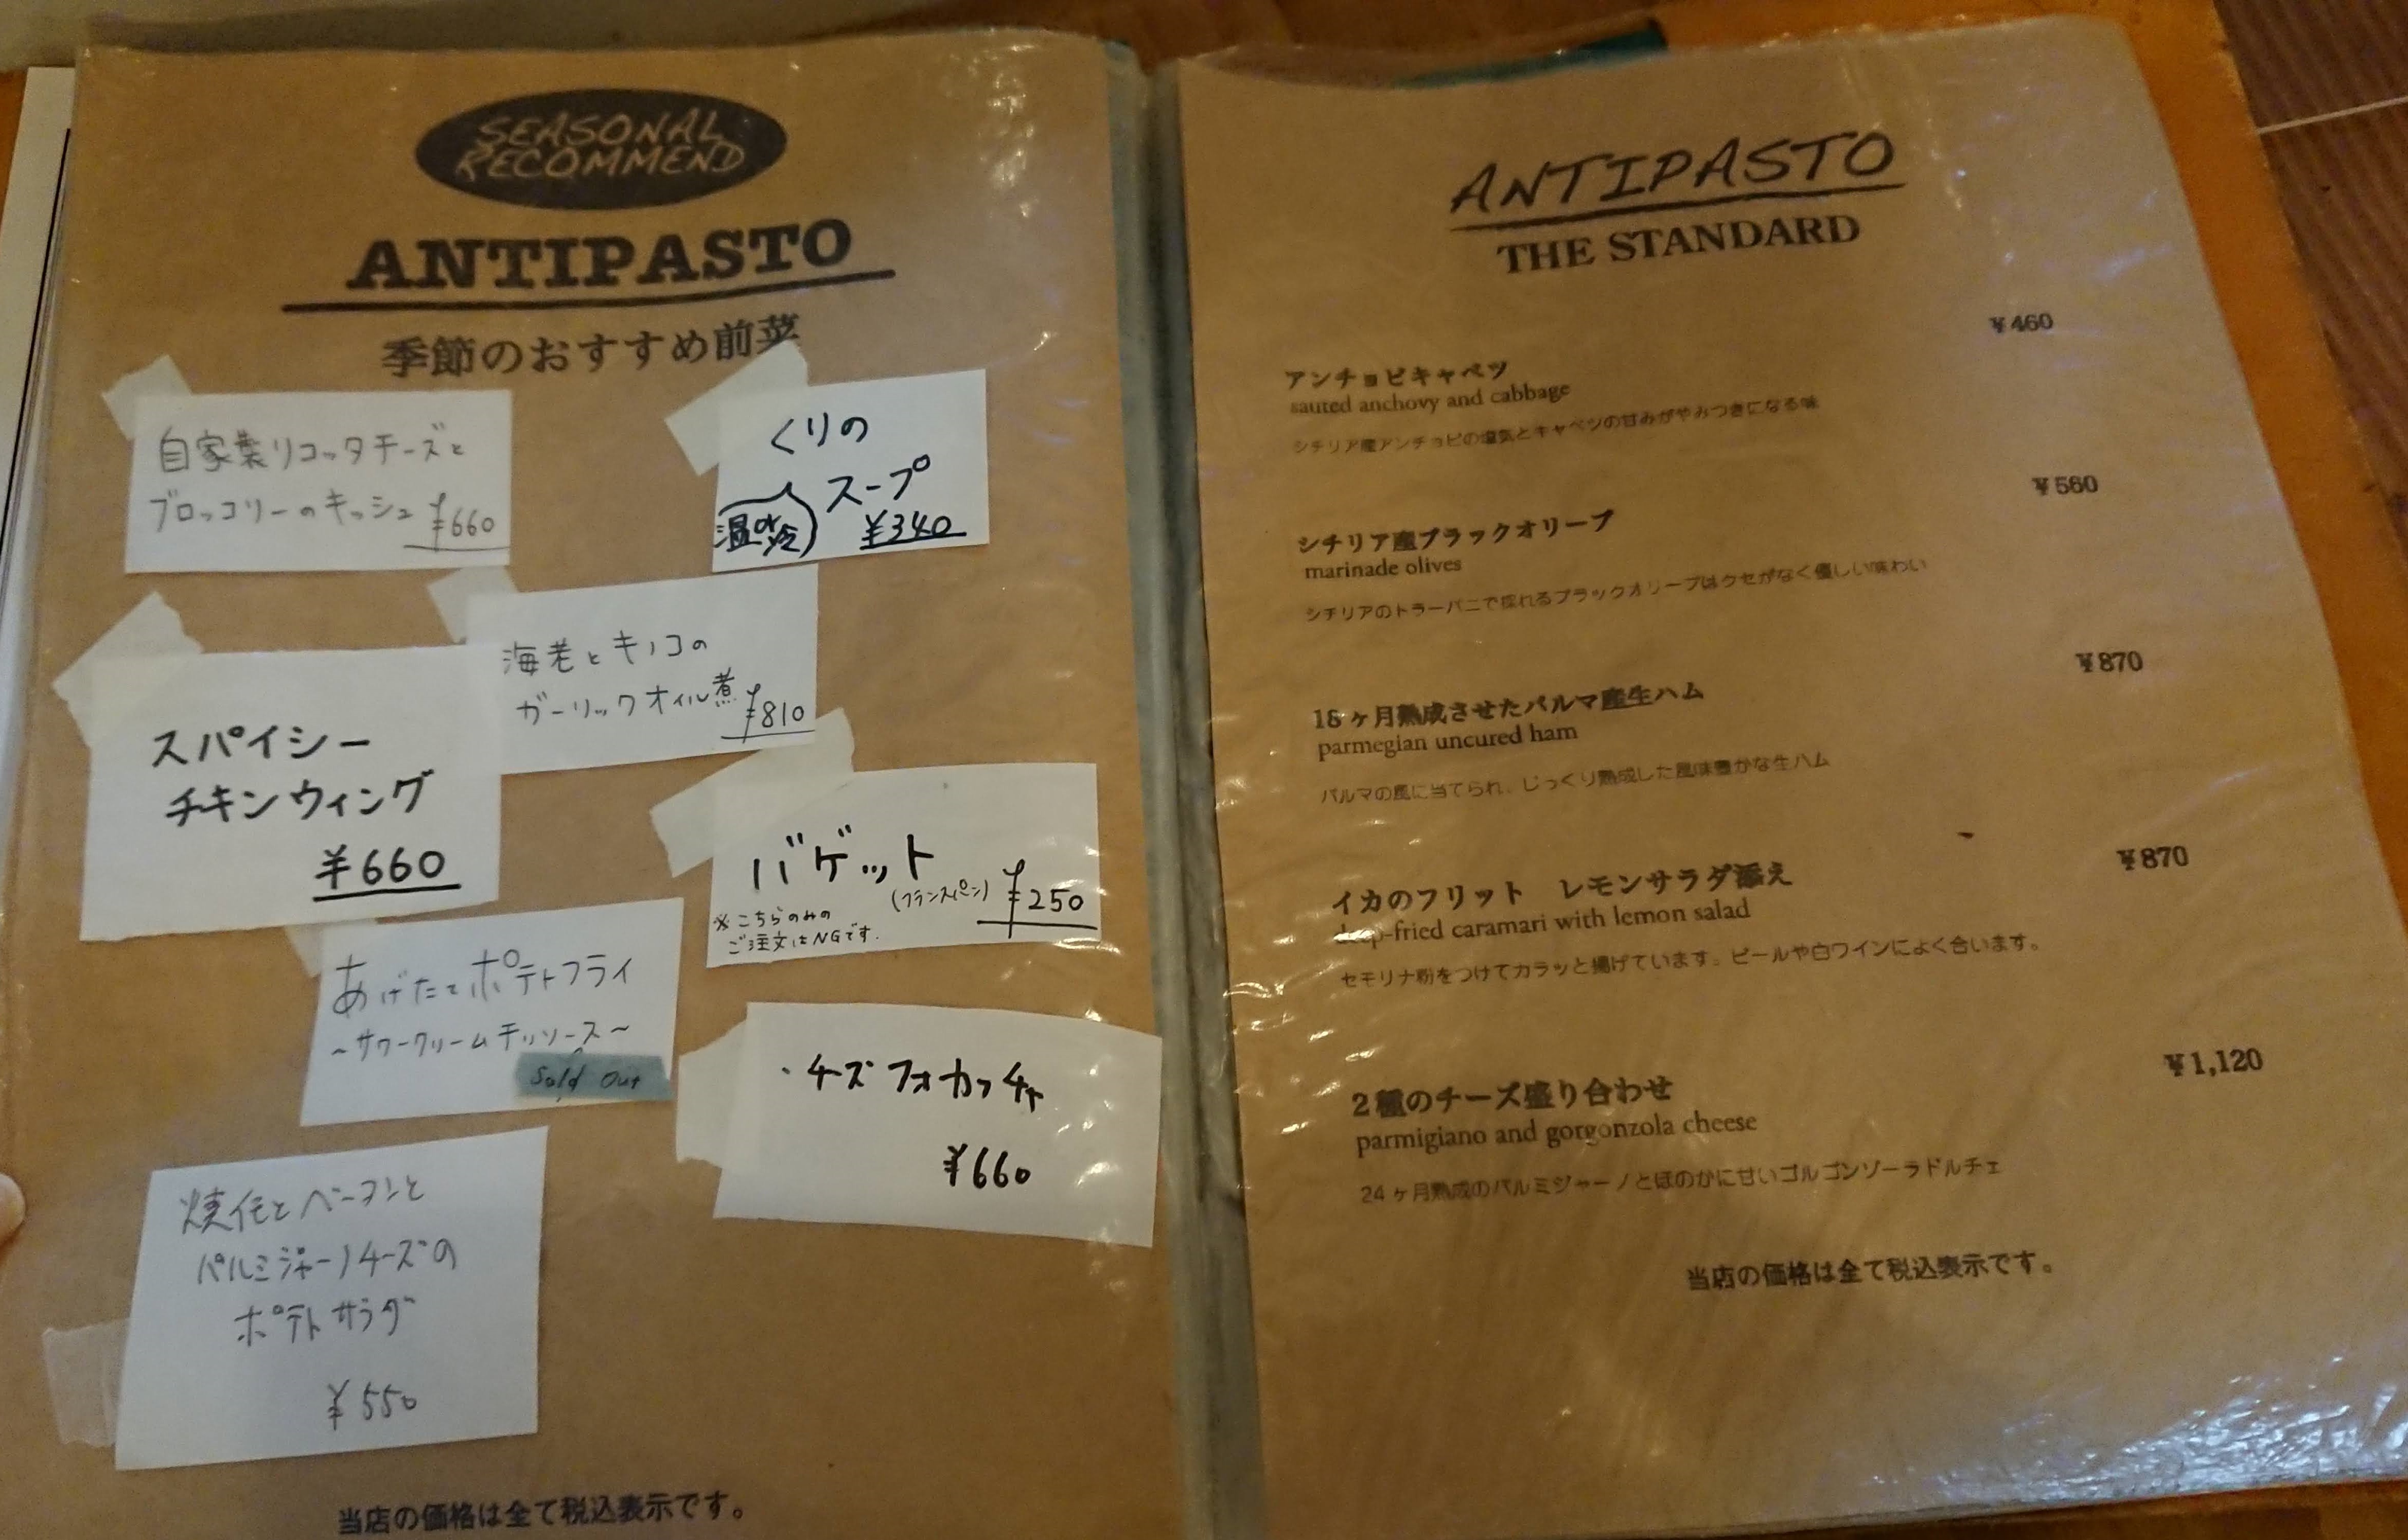 SEASONAL
RECOMMEND
ANTIPASTO
季節のおすすめ前菜
自家製リコッタチーズと
ブロッコリーのキッシュ ¥660
くりの
スープ
温or冷
¥340
海老とキノコの
ガーリックオイル煮
¥810
スパイシー
チキンウィング
¥660
バゲット
(フランスパン) ¥250
※こちらのみの
ご注文はNGです.
あげたてポテトフライ
~サワークリームチリソース~
Sold Out
・チーズフォカッチャ
¥660
ベーコンと
パルミジャーノチーズの
ポテトサラダ
¥550
当店の価格は全て税込表示です。
ANTIPASTO
THE STANDARD
¥460
アンチョビキャベツ
sauted anchovy and cabbage
シチリア産アンチョビの塩気とキャベツの甘みがやみつきになる味
¥560
シチリア産ブラックオリーブ
marinade olives
シチリアのトラーパニで採れるブラックオリーブはクセがなく優しい味わい
¥870
18ヶ月熟成させたパルマ産生ハム
parmegian uncured ham
パルマの風に当てられ、じっくり熟成した風味豊かな生ハム
¥870
イカのフリット レモンサラダ添え
deep-fried caramari with lemon salad
セモリナ粉をつけてカラッと揚げています。ビールや白ワインによく合います。
¥1,120
2種のチーズ盛り合わせ
parmigiano and gorgonzola cheese
24ヶ月熟成のパルミジャーノとほのかに甘いゴルゴンゾーラドルチェ
当店の価格は全て税込表示です。